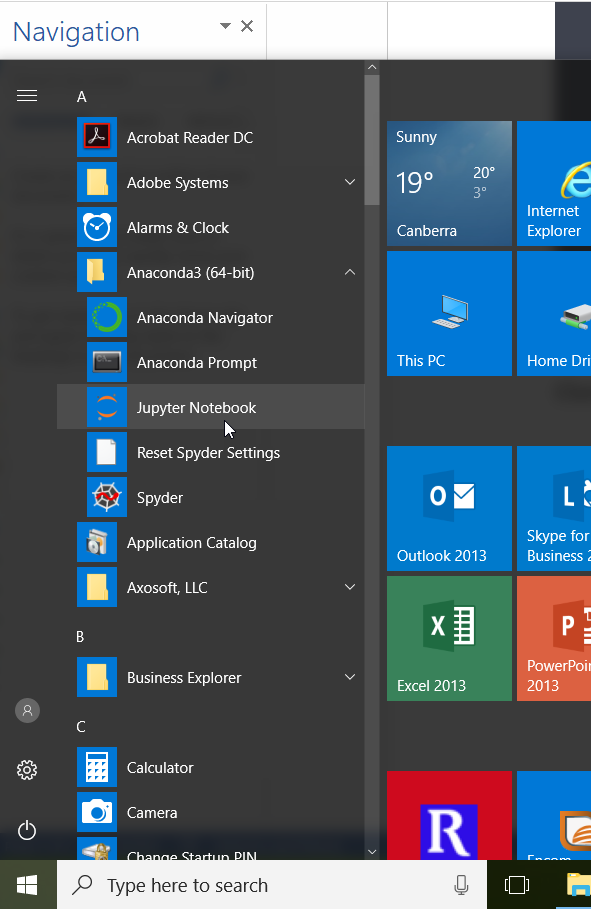 Navigation
A
Acrobat Reader DC
Adobe Systems
Alarms & Clock
Anaconda3 (64-bit)
Anaconda Navigator
Anaconda Prompt
Jupyter Notebook
Reset Spyder Settings
Spyder
Application Catalog
Axosoft, LLC
B
Business Explorer
C
Calculator
Camera
Change Startup PIN
Sunny
19°
20°
3°
Canberra
Internet
Explorer
This PC
Home Dri
O
Outlook 2013
L
Skype for
Business 2
X
Excel 2013
P
PowerPoin
2013
R
Encom
Type here to search